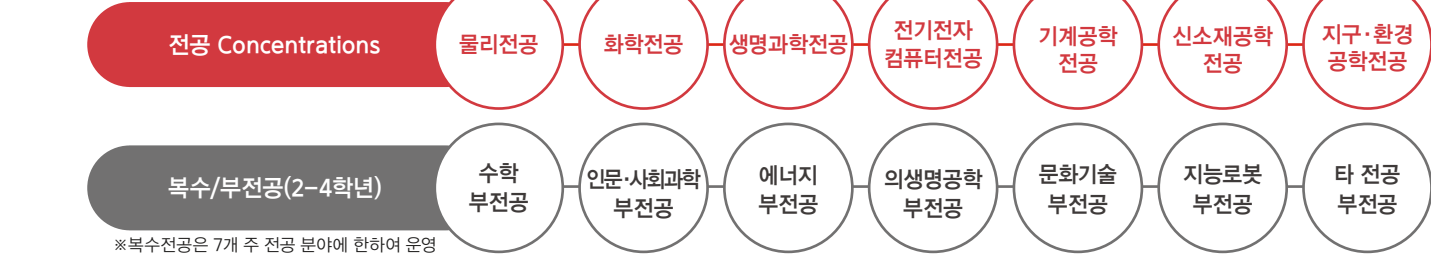 전공 Concentrations
물리전공
화학전공
생명과학전공
전기전자
컴퓨터전공
기계공학
전공
신소재공학
전공
지구·환경
공학전공
복수/부전공(2-4학년)
수학
부전공
인문·사회과학
부전공
에너지
부전공
의생명공학
부전공
문화기술
부전공
지능로봇
부전공
타 전공
부전공
※복수전공은 7개 주 전공 분야에 한하여 운영